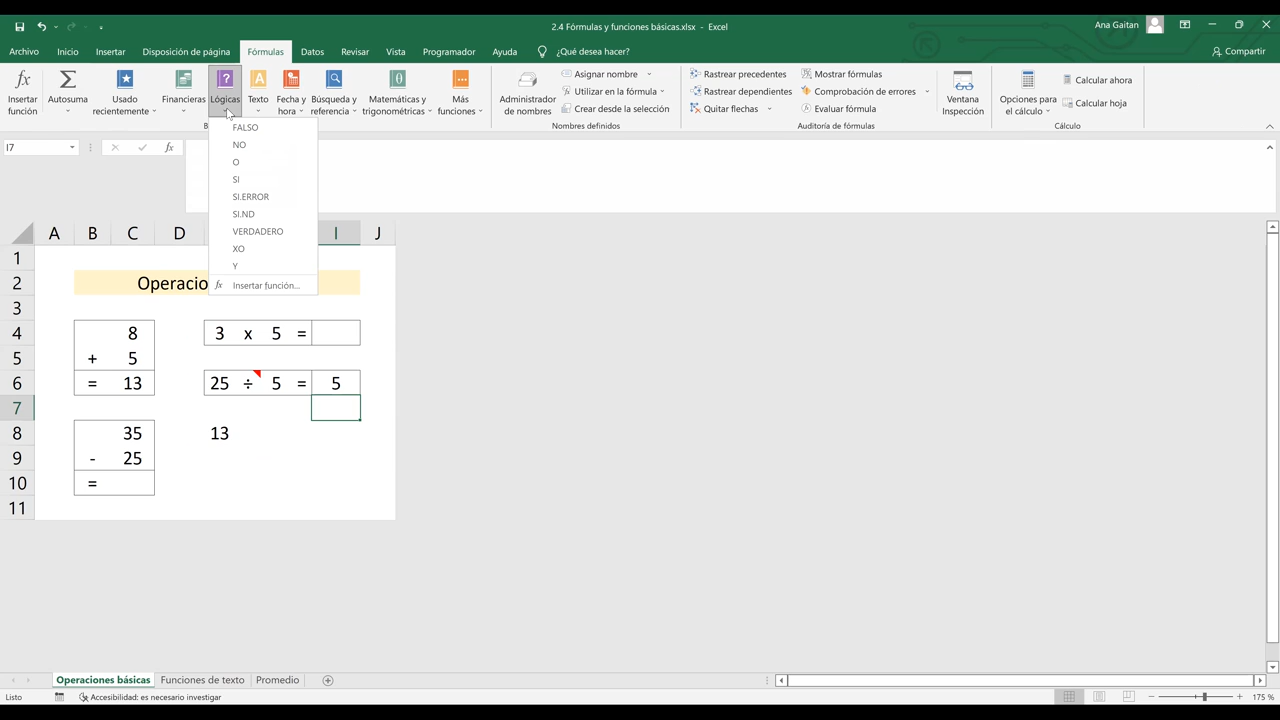 2.4 Fórmulas y funciones básicas.xlsx - Excel
Ana Gaitan
Archivo Inicio Insertar Disposición de página Fórmulas Datos Revisar Vista Programador Ayuda ¿Qué desea hacer? Compartir
Insertar función
Autosuma
Usado recientemente
Financieras
Lógicas
Texto
Fecha y hora
Búsqueda y referencia
Matemáticas y trigonométricas
Más funciones
Administrador de nombres
Asignar nombre
Utilizar en la fórmula
Crear desde la selección
Nombres definidos
Rastrear precedentes
Rastrear dependientes
Quitar flechas
Mostrar fórmulas
Comprobación de errores
Evaluar fórmula
Auditoría de fórmulas
Ventana Inspección
Opciones para el cálculo
Calcular ahora
Calcular hoja
Cálculo
FALSO
NO
O
SI
SI.ERROR
SI.ND
VERDADERO
XO
Y
fx Insertar función...
I7 fx
A B C D I J
1
2 Operacio
3
4 8 3 x 5 =
5 + 5
6 = 13 25 ÷ 5 = 5
7
8 35 13
9 - 25
10 =
11
Operaciones básicas Funciones de texto Promedio
Listo Accesibilidad: es necesario investigar 175 %